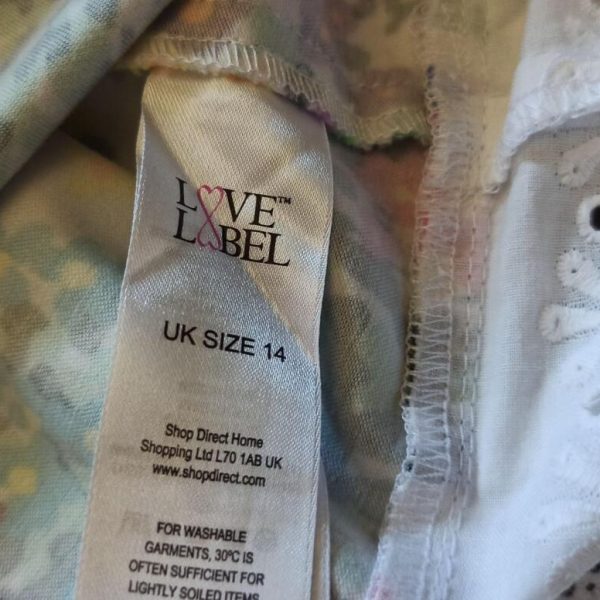 LOVE™
LABEL
UK SIZE 14
Shop Direct Home
Shopping Ltd L70 1AB UK
www.shopdirect.com
FOR WASHABLE
GARMENTS, 30ºC IS
OFTEN SUFFICIENT FOR
LIGHTLY SOILED ITEMS